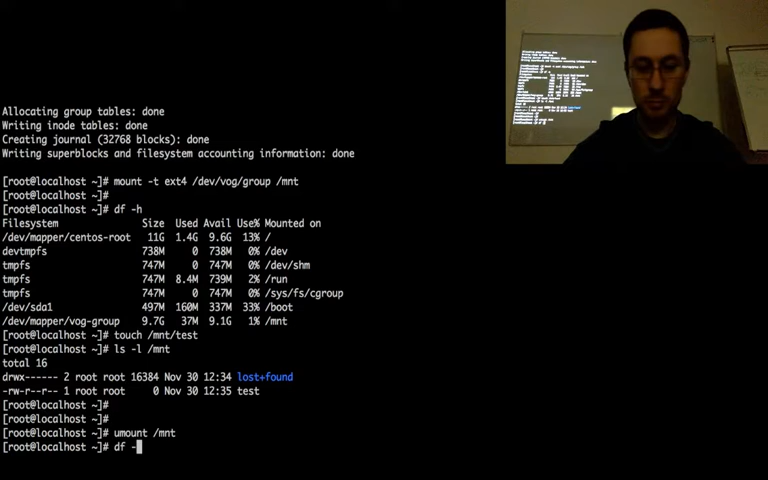 Allocating group tables: done
Writing inode tables: done
Creating journal (32768 blocks): done
Writing superblocks and filesystem accounting information: done
[root@localhost ~]# mount -t ext4 /dev/vog/group /mnt
[root@localhost ~]#
[root@localhost ~]# df -h
Filesystem Size Used Avail Use% Mounted on
/dev/mapper/centos-root 11G 1.4G 9.6G 13% /
devtmpfs 738M 0 738M 0% /dev
tmpfs 747M 0 747M 0% /dev/shm
tmpfs 747M 8.4M 739M 2% /run
tmpfs 747M 0 747M 0% /sys/fs/cgroup
/dev/sda1 497M 160M 337M 33% /boot
/dev/mapper/vog-group 9.7G 37M 9.1G 1% /mnt
[root@localhost ~]# touch /mnt/test
[root@localhost ~]# ls -l /mnt
total 16
drwx------ 2 root root 16384 Nov 30 12:34 lost+found
-rw-r--r-- 1 root root 0 Nov 30 12:35 test
[root@localhost ~]#
[root@localhost ~]#
[root@localhost ~]# umount /mnt
[root@localhost ~]# df -